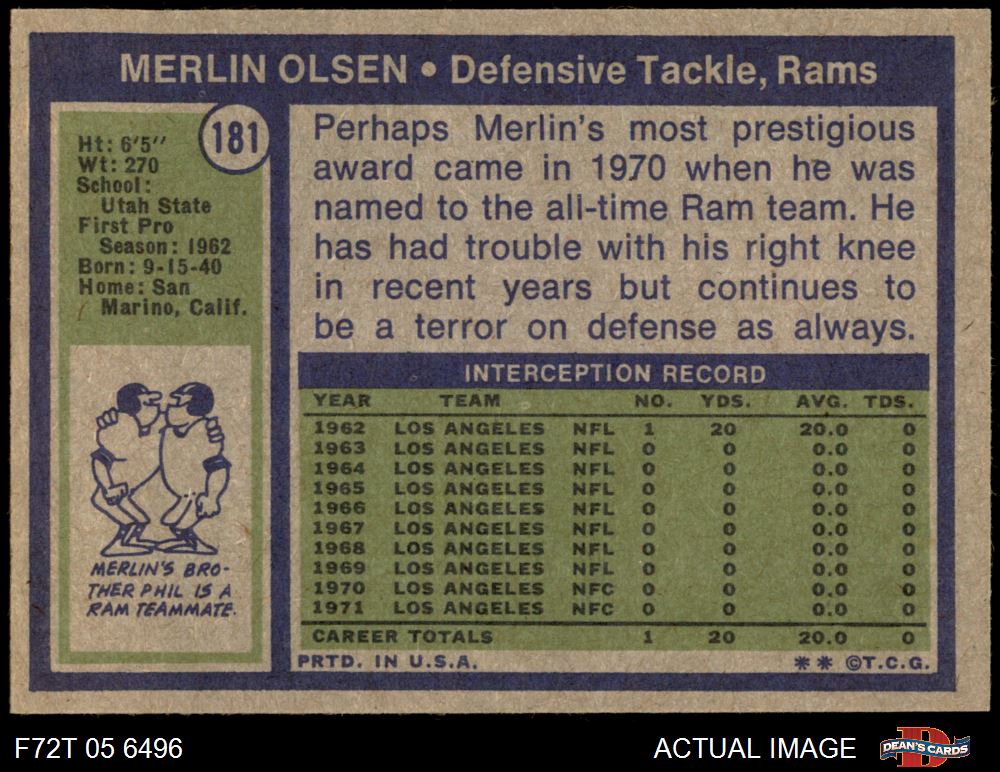 MERLIN OLSEN • Defensive Tackle, Rams
181
Ht: 6'5''
Wt: 270
School:
Utah State
First Pro
Season: 1962
Born: 9-15-40
Home: San
Marino, Calif.
MERLIN'S BRO-
THER PHIL IS A
RAM TEAMMATE.
Perhaps Merlin's most prestigious
award came in 1970 when he was
named to the all-time Ram team. He
has had trouble with his right knee
in recent years but continues to
be a terror on defense as always.
INTERCEPTION RECORD
YEAR TEAM NO. YDS. AVG. TDS.
1962 LOS ANGELES NFL 1 20 20.0 0
1963 LOS ANGELES NFL 0 0 0.0 0
1964 LOS ANGELES NFL 0 0 0.0 0
1965 LOS ANGELES NFL 0 0 0.0 0
1966 LOS ANGELES NFL 0 0 0.0 0
1967 LOS ANGELES NFL 0 0 0.0 0
1968 LOS ANGELES NFL 0 0 0.0 0
1969 LOS ANGELES NFL 0 0 0.0 0
1970 LOS ANGELES NFC 0 0 0.0 0
1971 LOS ANGELES NFC 0 0 0.0 0
CAREER TOTALS 1 20 20.0 0
PRTD. IN U.S.A. ** ©T.C.G.
F72T 05 6496 ACTUAL IMAGE DEAN'S CARDS